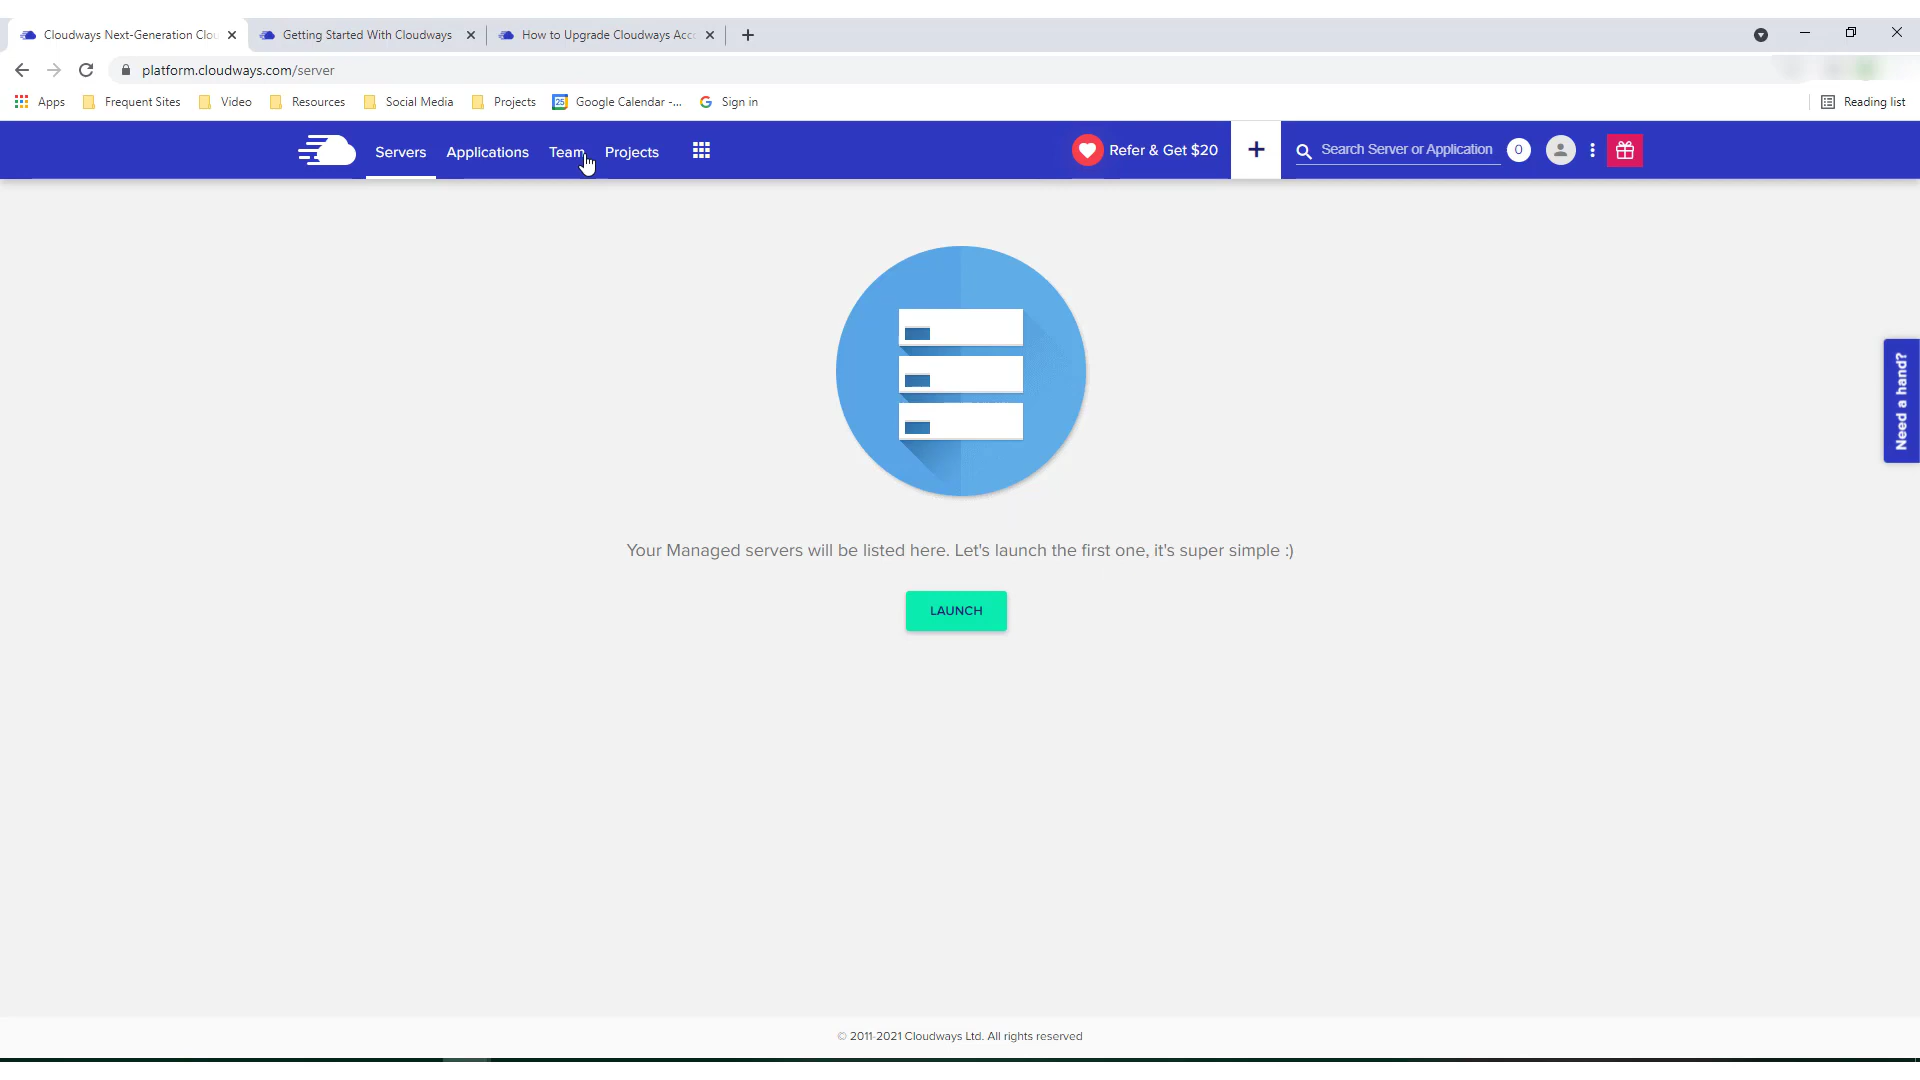 Cloudways Next-Generation Clou
Getting Started With Cloudways
How to Upgrade Cloudways Acc
platform.cloudways.com/server
Apps
Frequent Sites
Video
Resources
Social Media
Projects
25
Google Calendar -...
Sign in
Reading list
Servers
Applications
Team
Projects
Refer & Get $20
Search Server or Application
0
Need a hand?
Your Managed servers will be listed here. Let's launch the first one, it's super simple :)
LAUNCH
© 2011-2021 Cloudways Ltd. All rights reserved